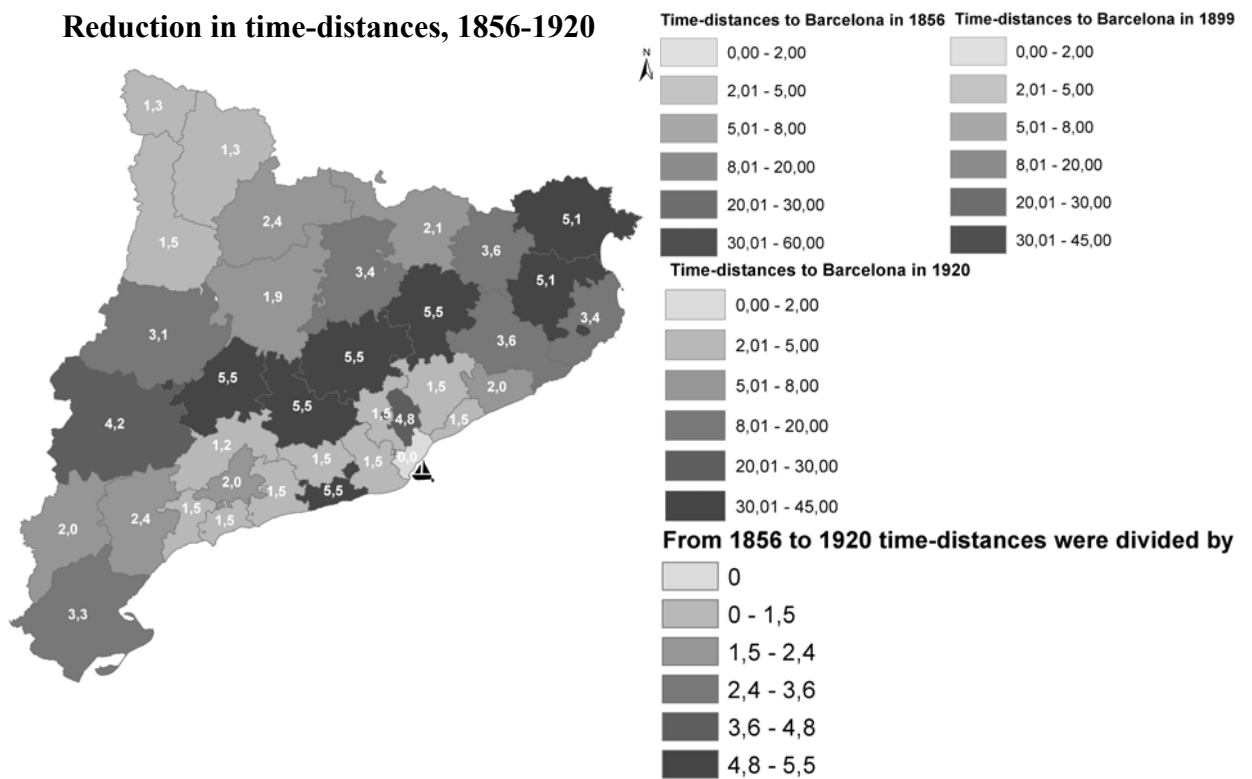 Reduction in time-distances, 1856-1920
N
1,3
1,3
2,4
1,5
2,1
3,6
5,1
3,4
5,1
1,9
3,4
3,1
5,5
3,6
5,5
5,5
4,2
5,5
1,5
2,0
1,5
4,8
1,5
1,2
1,5
1,5
0,0
2,0
1,5
5,5
2,0
2,4
1,5
1,5
3,3
Time-distances to Barcelona in 1856
0,00 - 2,00
2,01 - 5,00
5,01 - 8,00
8,01 - 20,00
20,01 - 30,00
30,01 - 60,00
Time-distances to Barcelona in 1899
0,00 - 2,00
2,01 - 5,00
5,01 - 8,00
8,01 - 20,00
20,01 - 30,00
30,01 - 45,00
Time-distances to Barcelona in 1920
0,00 - 2,00
2,01 - 5,00
5,01 - 8,00
8,01 - 20,00
20,01 - 30,00
30,01 - 45,00
From 1856 to 1920 time-distances were divided by
0
0 - 1,5
1,5 - 2,4
2,4 - 3,6
3,6 - 4,8
4,8 - 5,5